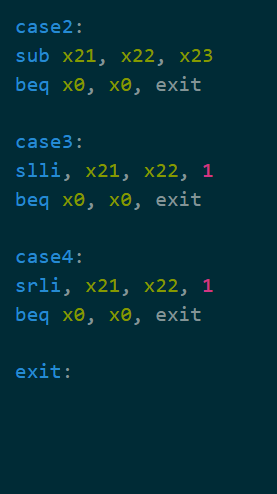 case2:
sub x21, x22, x23
beq x0, x0, exit
case3:
slli, x21, x22, 1
beq x0, x0, exit
case4:
srli, x21, x22, 1
beq x0, x0, exit
exit: